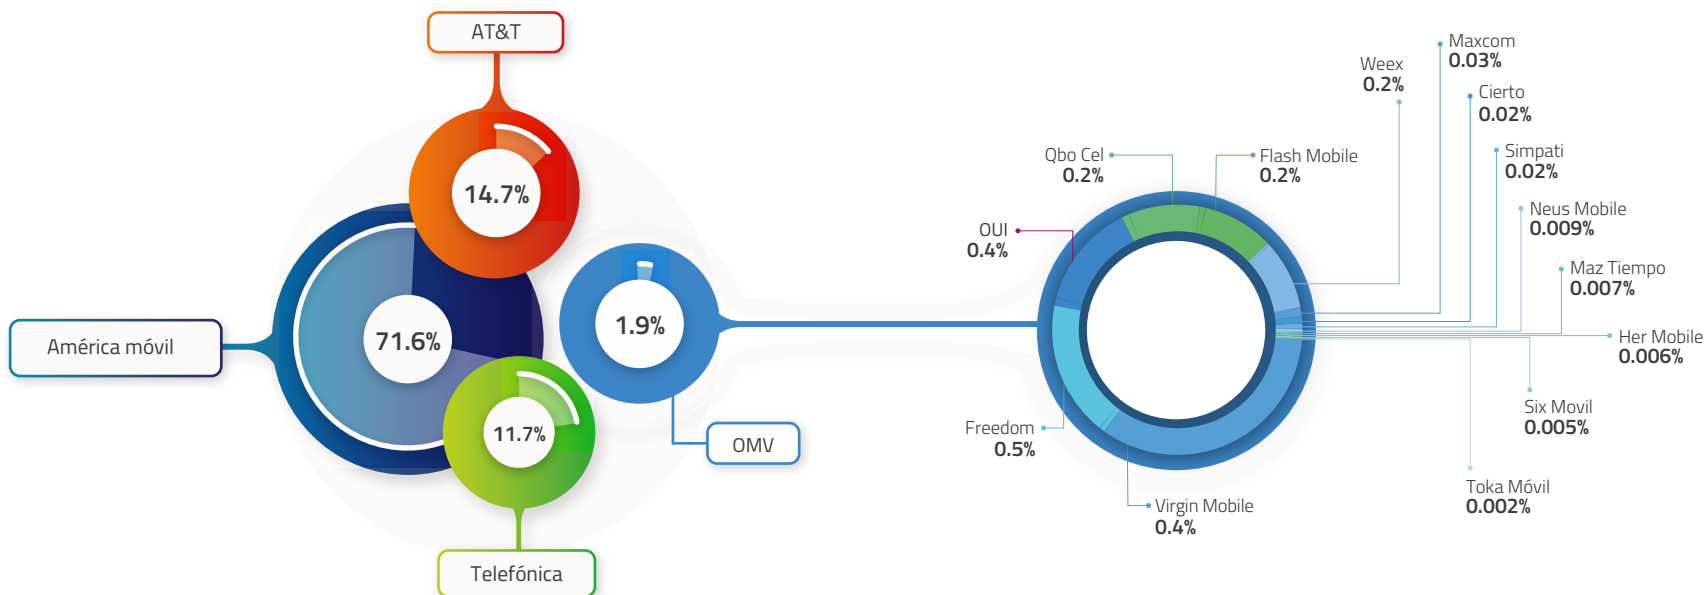 AT&T
14.7%
América móvil
71.6%
1.9%
11.7%
OMV
Telefónica
Maxcom
0.03%
Weex
0.2%
Cierto
0.02%
Simpati
0.02%
Qbo Cel
0.2%
Flash Mobile
0.2%
Neus Mobile
0.009%
OUI
0.4%
Maz Tiempo
0.007%
Her Mobile
0.006%
Six Movil
0.005%
Freedom
0.5%
Toka Móvil
0.002%
Virgin Mobile
0.4%